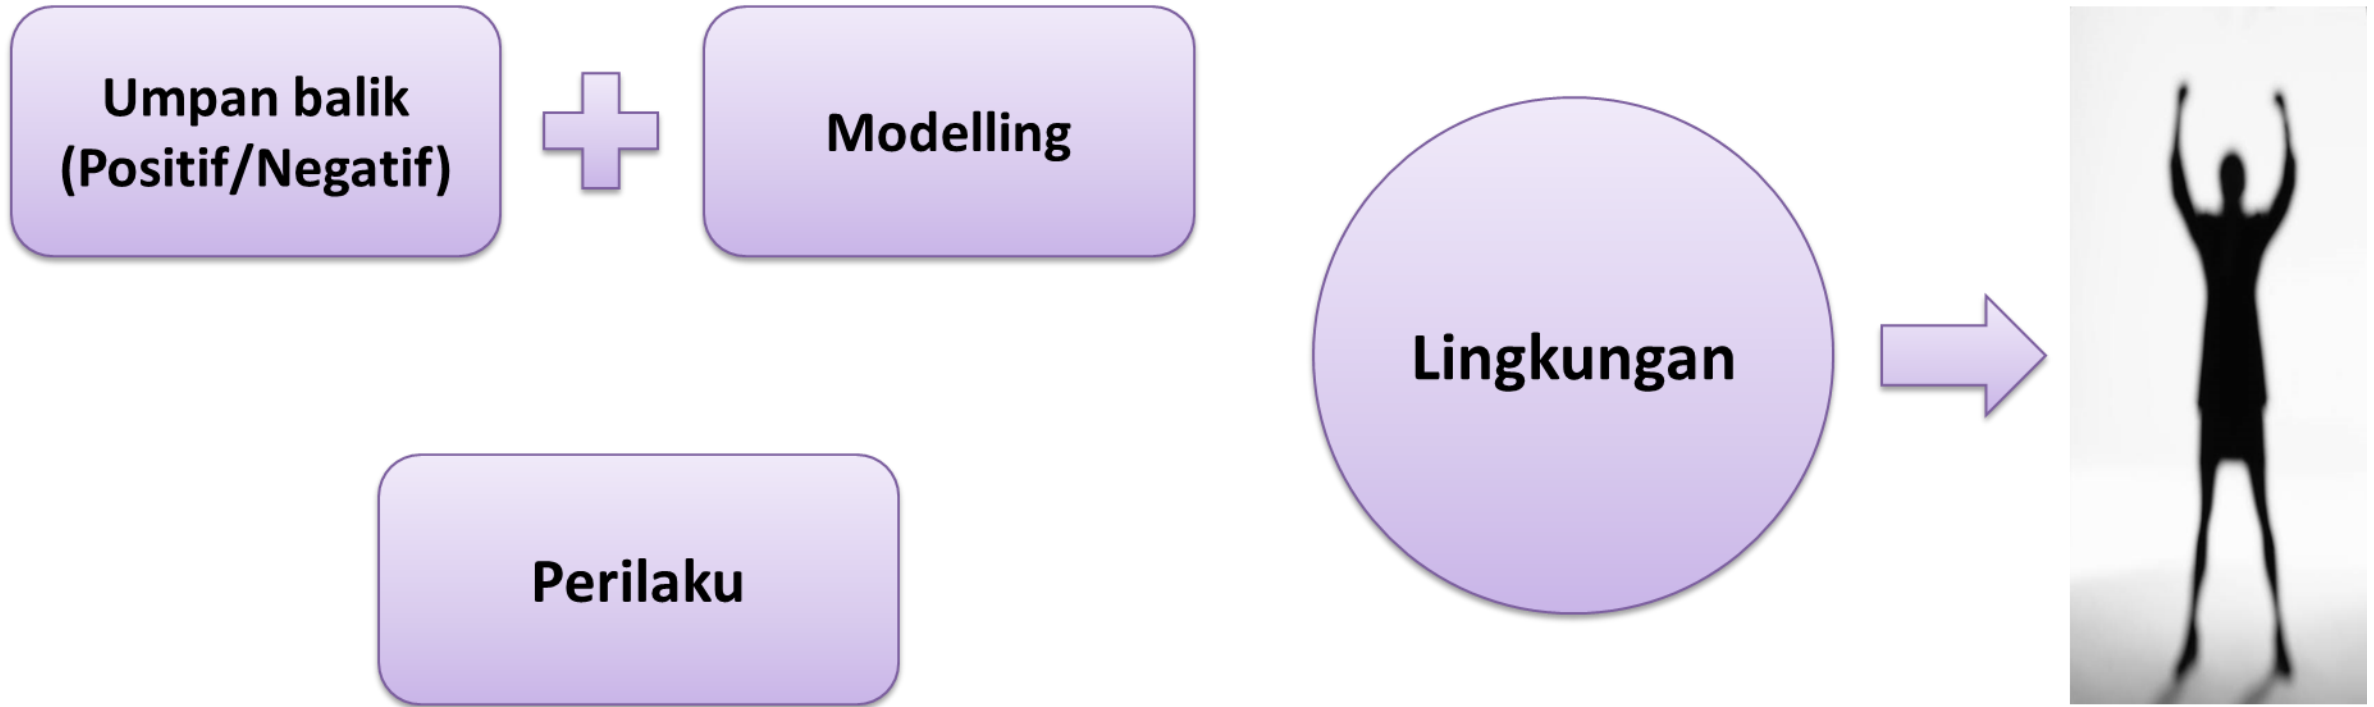 Umpan balik
(Positif/Negatif)
Modelling
Lingkungan
Perilaku